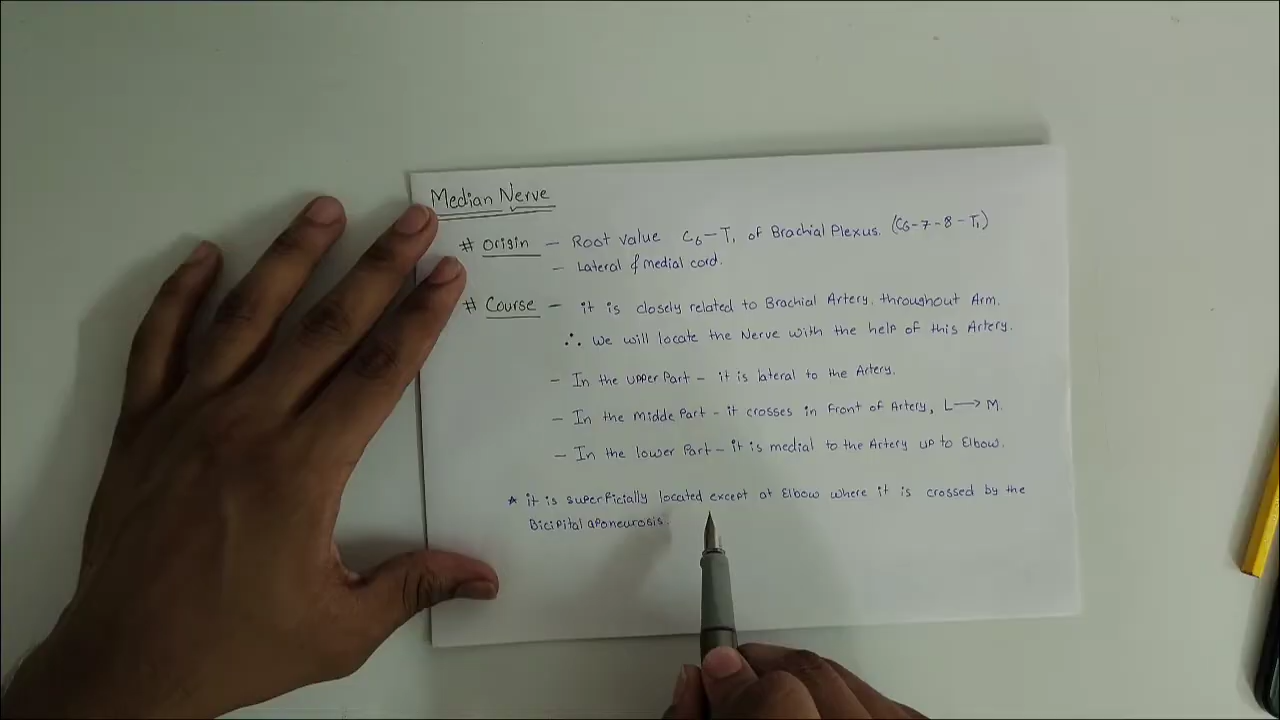 Median Nerve
# Origin - Root value C6-T1 of Brachial Plexus. (C6-7-8-T1)
- Lateral & medial cord.
# Course - it is closely related to Brachial Artery, throughout Arm.
∴ we will locate the Nerve with the help of this Artery.
- In the upper Part - it is lateral to the Artery.
- In the midde Part - it crosses in front of Artery, L → M.
- In the lower Part - it is medial to the Artery up to Elbow.
* it is superficially located except at Elbow where it is crossed by the
Bicipital aponeurosis.